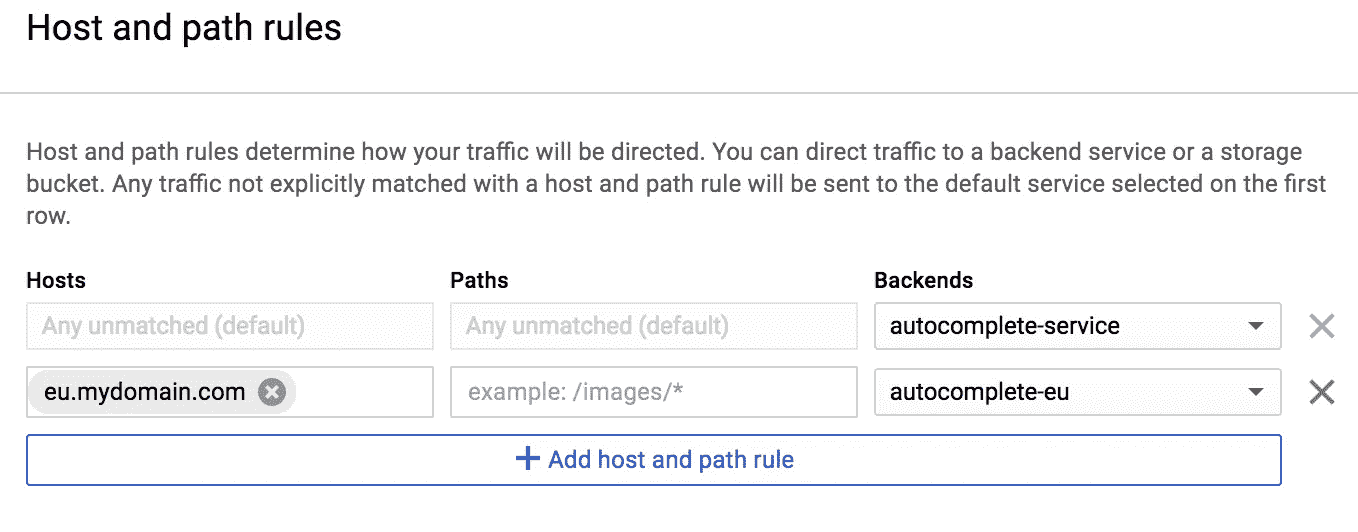 Host and path rules
Host and path rules determine how your traffic will be directed. You can direct traffic to a backend service or a storage
bucket. Any traffic not explicitly matched with a host and path rule will be sent to the default service selected on the first
row.
Hosts Paths Backends
Any unmatched (default) Any unmatched (default) autocomplete-service
eu.mydomain.com example: /images/* autocomplete-eu
+ Add host and path rule